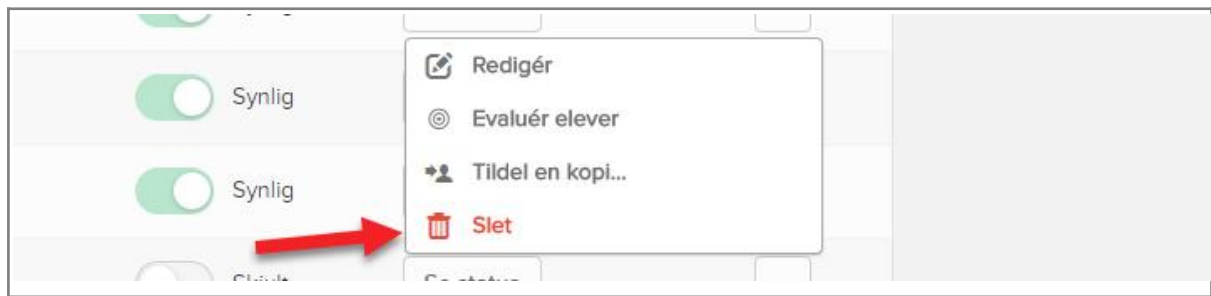 Redigér
Synlig
Evaluér elever
Tildel en kopi...
Synlig
Slet